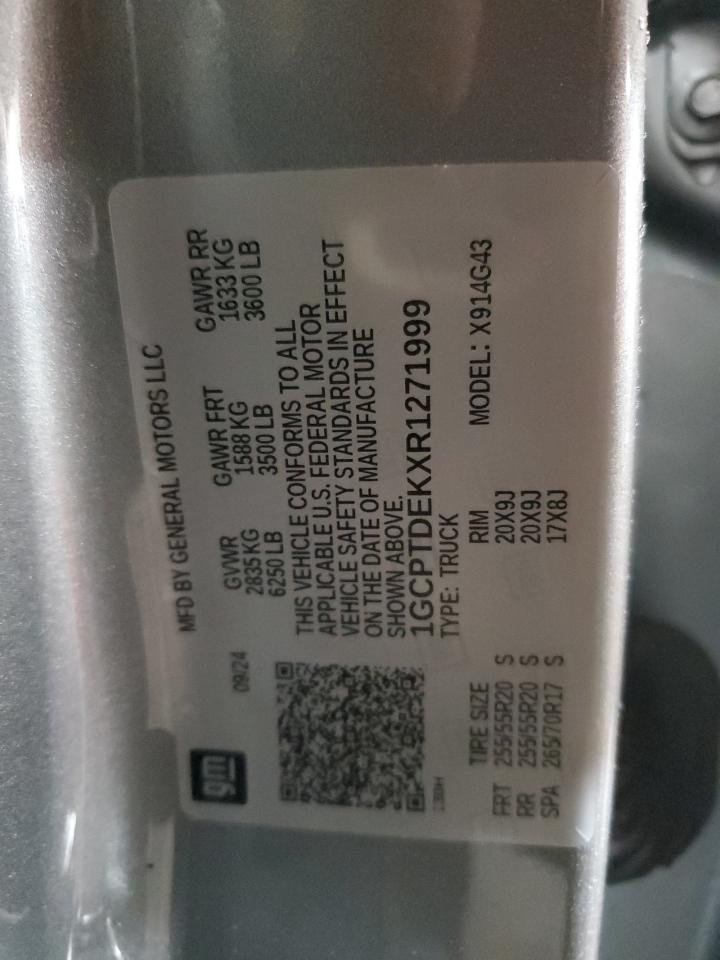 MFD BY GENERAL MOTORS LLC
gm
09/24
GVWR GAWR FRT GAWR RR
2835 KG 1588 KG 1633 KG
6250 LB 3500 LB 3600 LB
THIS VEHICLE CONFORMS TO ALL
APPLICABLE U.S. FEDERAL MOTOR
VEHICLE SAFETY STANDARDS IN EFFECT
ON THE DATE OF MANUFACTURE
SHOWN ABOVE.
1GCPTDEKXR1271999
TYPE: TRUCK MODEL: X914G43
TIRE SIZE RIM
FRT 255/55R20 S 20X9J
RR 255/55R20 S 20X9J
SPA 265/70R17 S 17X8J